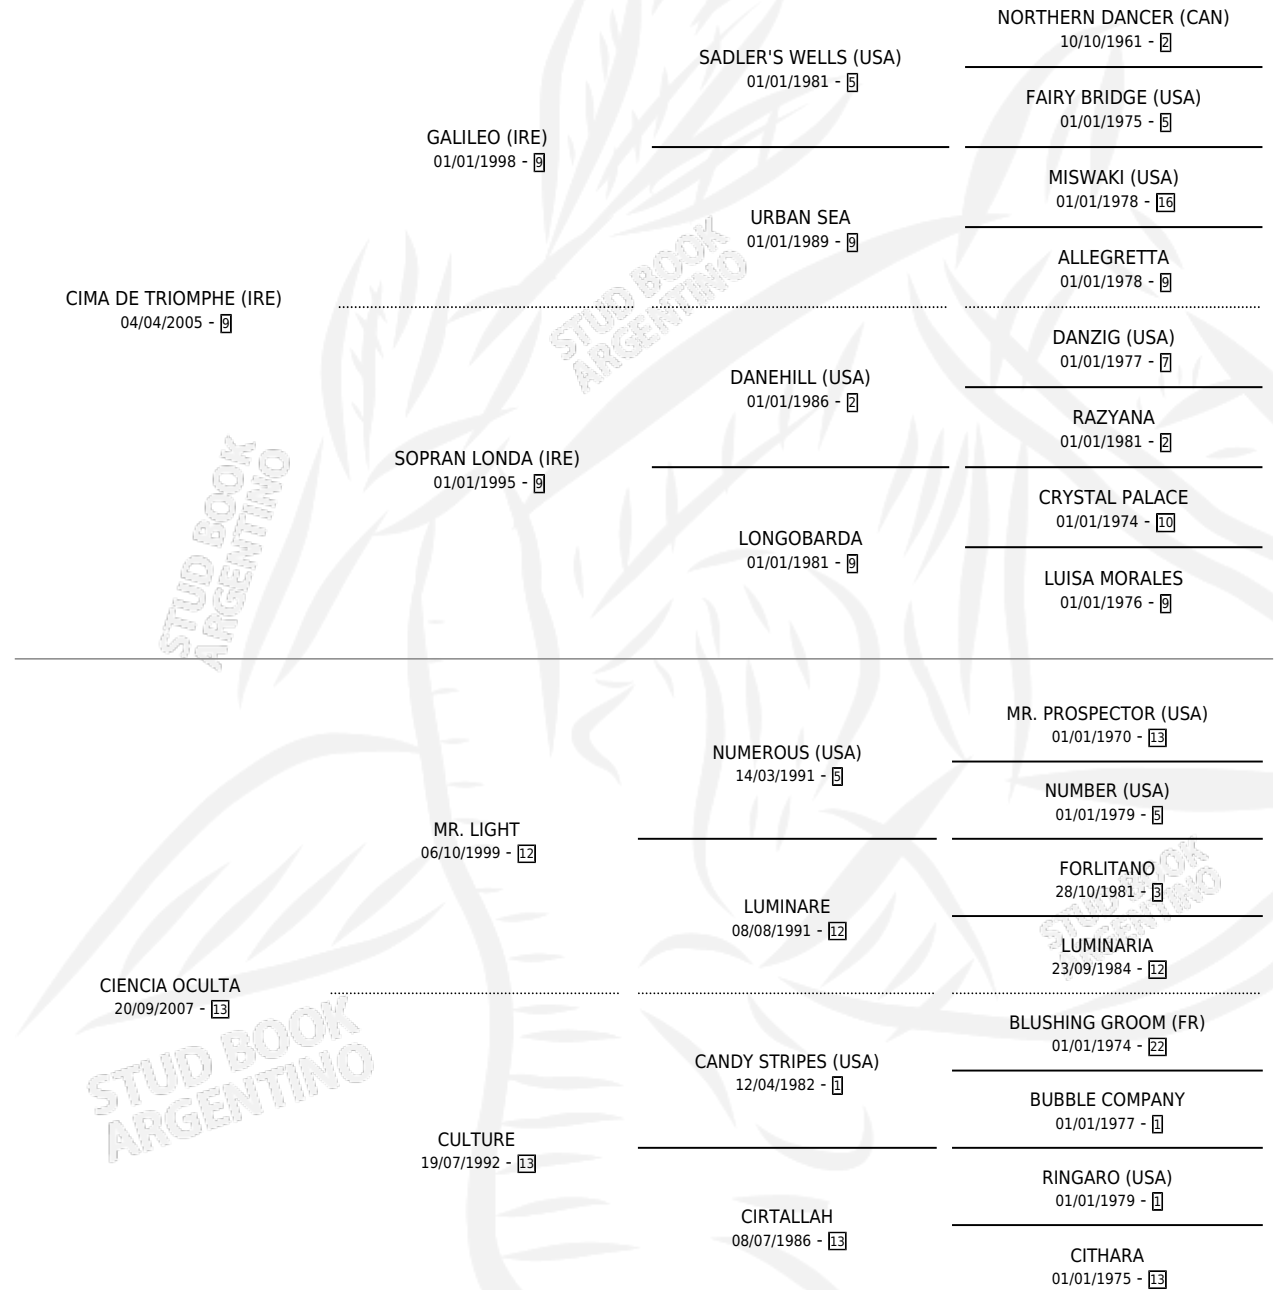 NORTHERN DANCER (CAN)
10/10/1961 - 2
SADLER'S WELLS (USA)
01/01/1981 - 5
FAIRY BRIDGE (USA)
01/01/1975 - 5
GALILEO (IRE)
01/01/1998 - 9
MISWAKI (USA)
01/01/1978 - 16
URBAN SEA
01/01/1989 - 9
ALLEGRETTA
01/01/1978 - 9
CIMA DE TRIOMPHE (IRE)
04/04/2005 - 9
STUD BOOK
ARGENTINO
DANZIG (USA)
01/01/1977 - 7
DANEHILL (USA)
01/01/1986 - 2
RAZYANA
01/01/1981 - 2
SOPRAN LONDA (IRE)
01/01/1995 - 9
CRYSTAL PALACE
01/01/1974 - 10
LONGOBARDA
01/01/1981 - 9
LUISA MORALES
01/01/1976 - 9
STUD BOOK
ARGENTINO
MR. PROSPECTOR (USA)
01/01/1970 - 13
NUMEROUS (USA)
14/03/1991 - 5
NUMBER (USA)
01/01/1979 - 5
MR. LIGHT
06/10/1999 - 12
FORLITANO
28/10/1981 - 3
LUMINARE
08/08/1991 - 12
LUMINARIA
23/09/1984 - 12
STUD BOOK
ARGENTINO
CIENCIA OCULTA
20/09/2007 - 13
STUD BOOK
ARGENTINO
BLUSHING GROOM (FR)
01/01/1974 - 22
CANDY STRIPES (USA)
12/04/1982 - 1
BUBBLE COMPANY
01/01/1977 - 1
CULTURE
19/07/1992 - 13
RINGARO (USA)
01/01/1979 - 1
CIRTALLAH
08/07/1986 - 13
CITHARA
01/01/1975 - 13